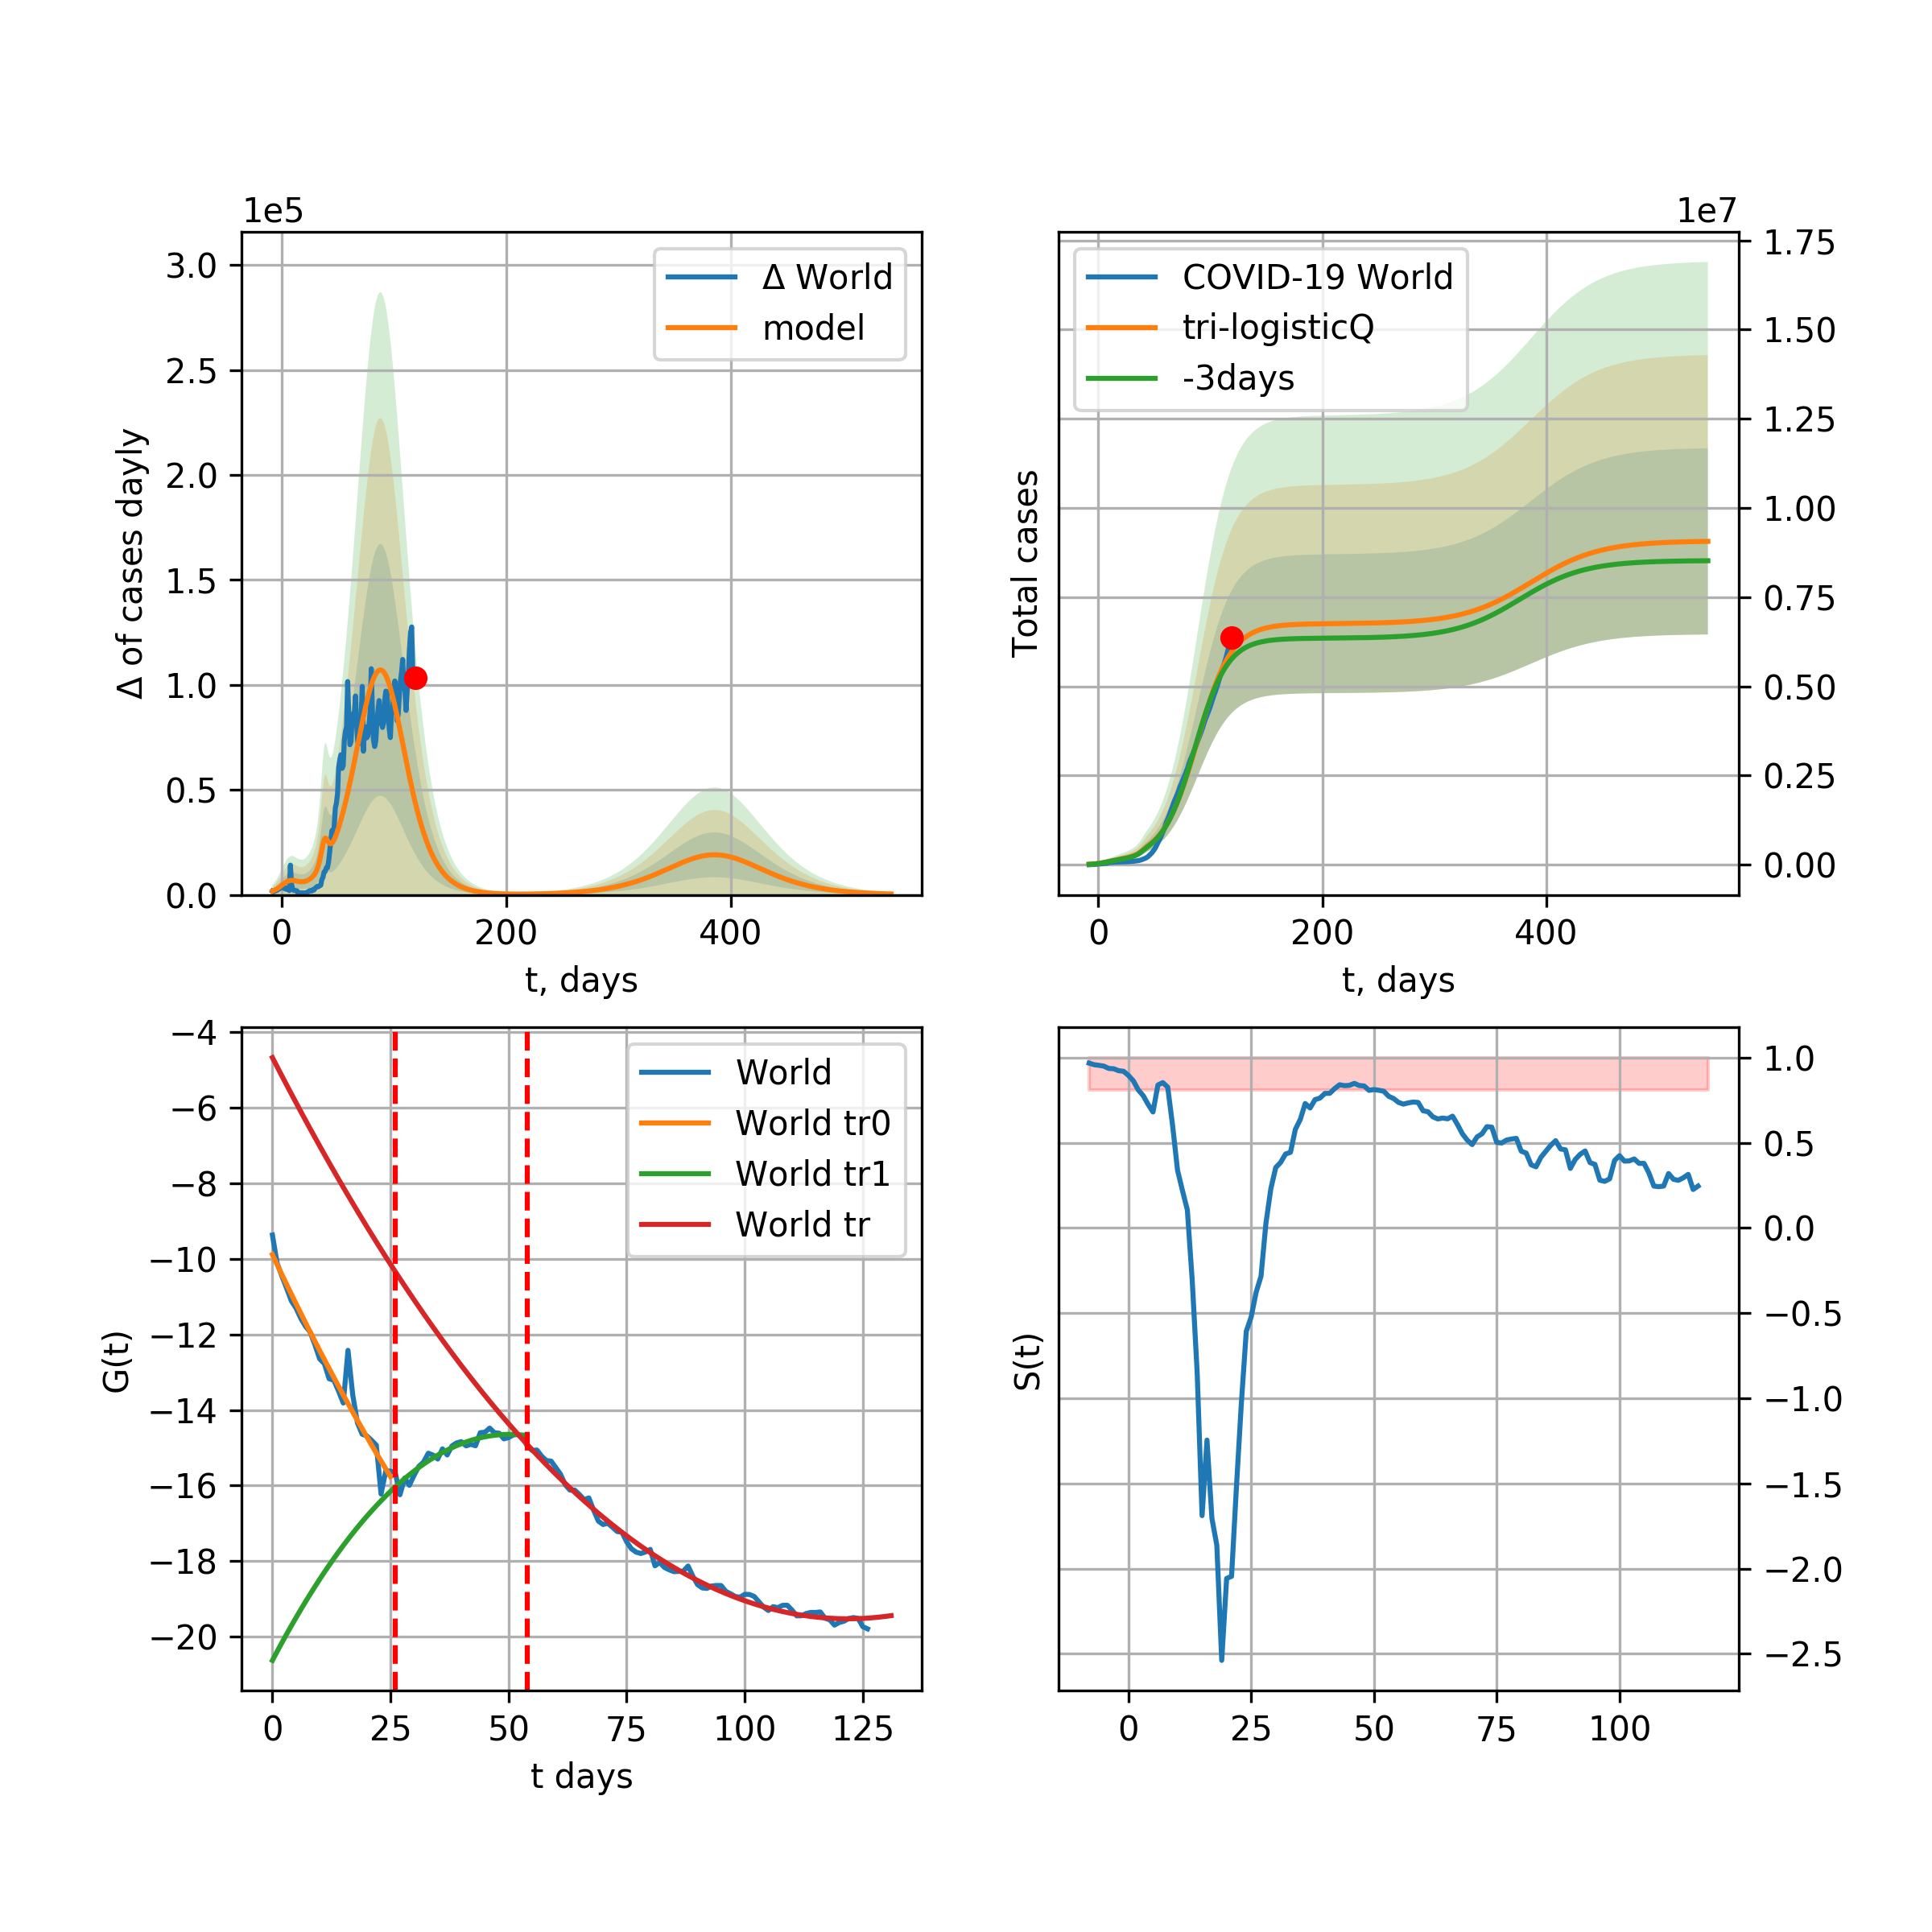 1e5
3.0
2.5
2.0
1.5
1.0
0.5
0.0
Δ of cases dayly
Δ World
model
0 200 400
t, days
1e7
1.75
1.50
1.25
1.00
0.75
0.50
0.25
0.00
Total cases
COVID-19 World
tri-logisticQ
-3days
0 200 400
t, days
−4
−6
−8
−10
−12
−14
−16
−18
−20
G(t)
World
World tr0
World tr1
World tr
0 25 50 75 100 125
t days
1.0
0.5
0.0
−0.5
−1.0
−1.5
−2.0
−2.5
S(t)
0 25 50 75 100